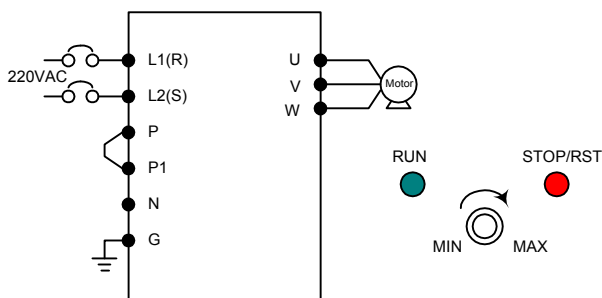 L1(R)
220VAC
L2(S)
P
P1
N
G
U
V
W
Motor
RUN
STOP/RST
MIN
MAX